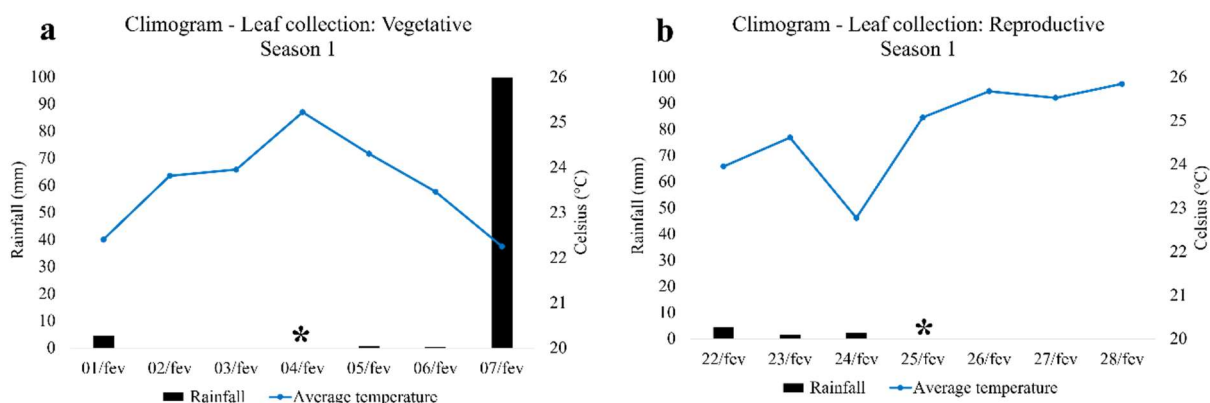 a
Climogram - Leaf collection: Vegetative
Season 1
Rainfall (mm)
100
90
80
70
60
50
40
30
20
10
0
26
25
24
23
22
21
20
Celsius (°C)
*
01/fev 02/fev 03/fev 04/fev 05/fev 06/fev 07/fev
Rainfall Average temperature
b
Climogram - Leaf collection: Reproductive
Season 1
Rainfall (mm)
100
90
80
70
60
50
40
30
20
10
0
26
25
24
23
22
21
20
Celsius (°C)
*
22/fev 23/fev 24/fev 25/fev 26/fev 27/fev 28/fev
Rainfall Average temperature